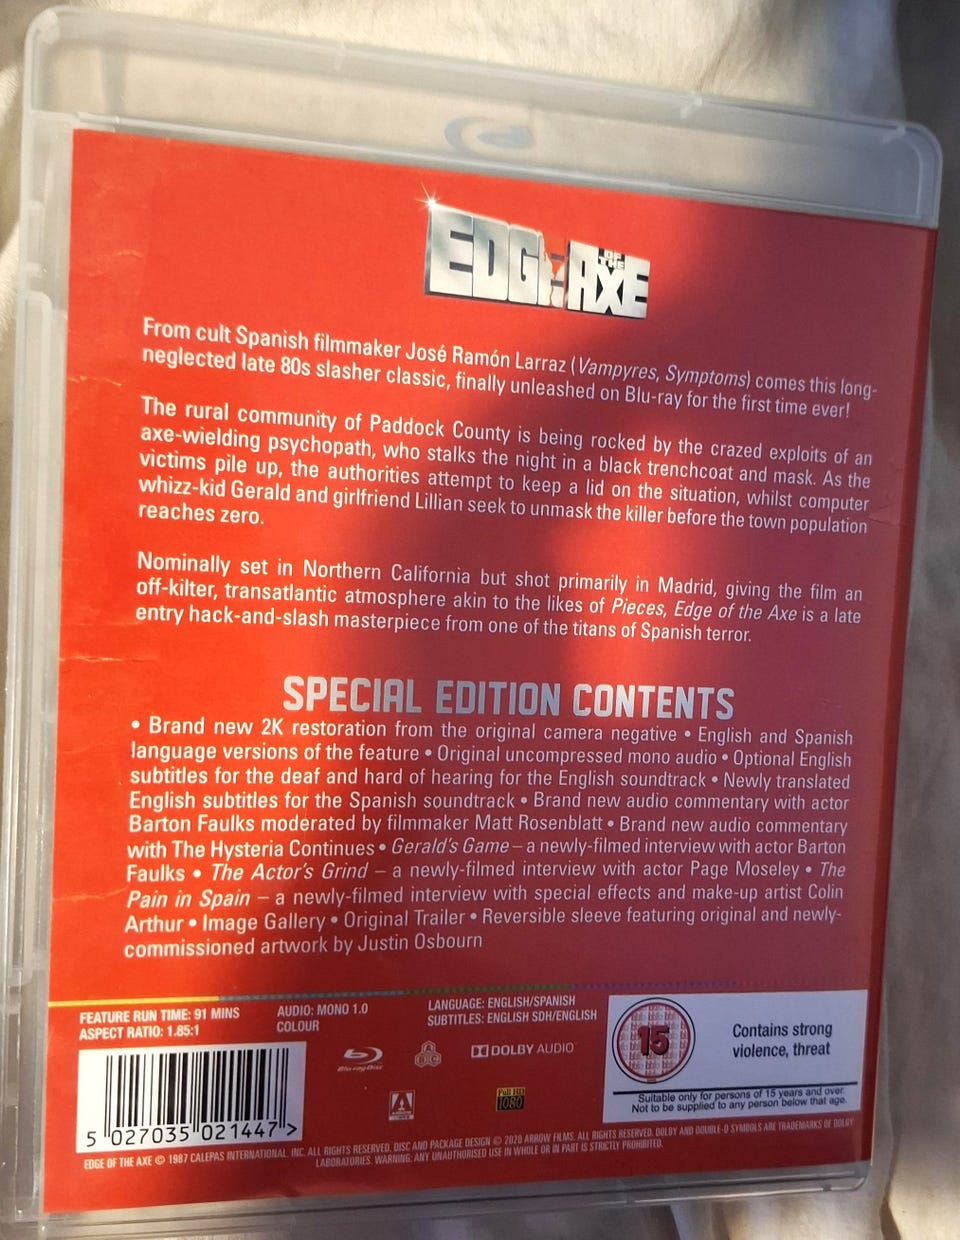 EDGE OF THE AXE
From cult Spanish filmmaker José Ramón Larraz (Vampyres, Symptoms) comes this long-
neglected late 80s slasher classic, finally unleashed on Blu-ray for the first time ever!
The rural community of Paddock County is being rocked by the crazed exploits of an
axe-wielding psychopath, who stalks the night in a black trenchcoat and mask. As the
victims pile up, the authorities attempt to keep a lid on the situation, whilst computer
whizz-kid Gerald and girlfriend Lillian seek to unmask the killer before the town population
reaches zero.
Nominally set in Northern California but shot primarily in Madrid, giving the film an
off-kilter, transatlantic atmosphere akin to the likes of Pieces, Edge of the Axe is a late
entry hack-and-slash masterpiece from one of the titans of Spanish terror.
SPECIAL EDITION CONTENTS
• Brand new 2K restoration from the original camera negative • English and Spanish
language versions of the feature • Original uncompressed mono audio • Optional English
subtitles for the deaf and hard of hearing for the English soundtrack • Newly translated
English subtitles for the Spanish soundtrack • Brand new audio commentary with actor
Barton Faulks moderated by filmmaker Matt Rosenblatt • Brand new audio commentary
with The Hysteria Continues • Gerald's Game – a newly-filmed interview with actor Barton
Faulks • The Actor's Grind – a newly-filmed interview with actor Page Moseley • The
Pain in Spain – a newly-filmed interview with special effects and make-up artist Colin
Arthur • Image Gallery • Original Trailer • Reversible sleeve featuring original and newly-
commissioned artwork by Justin Osbourn
FEATURE RUN TIME: 91 MINS
ASPECT RATIO: 1.85:1
AUDIO: MONO 1.0
COLOUR
LANGUAGE: ENGLISH/SPANISH
SUBTITLES: ENGLISH SDH/ENGLISH
Blu-ray Disc
DOLBY AUDIO
ARROW
Full HD
1080
15
Contains strong
violence, threat
Suitable only for persons of 15 years and over.
Not to be supplied to any person below that age.
5 027035 021447 >
EDGE OF THE AXE © 1987 CALEPAS INTERNATIONAL, INC. ALL RIGHTS RESERVED. DISC AND PACKAGE DESIGN © 2020 ARROW FILMS. ALL RIGHTS RESERVED. DOLBY AND DOUBLE-D SYMBOLS ARE TRADEMARKS OF DOLBY
LABORATORIES. WARNING: ANY UNAUTHORISED USE IN WHOLE OR IN PART IS STRICTLY PROHIBITED.